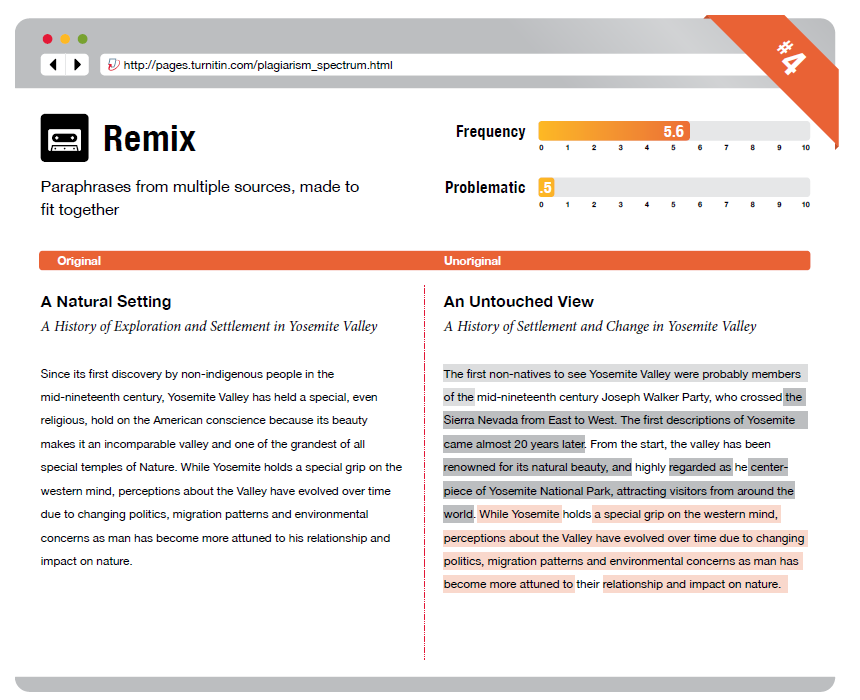 http://pages.turnitin.com/plagiarism_spectrum.html
#4
Remix
Paraphrases from multiple sources, made to
fit together
Frequency
5.6
0 1 2 3 4 5 6 7 8 9 10
Problematic
.5
0 1 2 3 4 5 6 7 8 9 10
Original
Unoriginal
A Natural Setting
A History of Exploration and Settlement in Yosemite Valley
Since its first discovery by non-indigenous people in the
mid-nineteenth century, Yosemite Valley has held a special, even
religious, hold on the American conscience because its beauty
makes it an incomparable valley and one of the grandest of all
special temples of Nature. While Yosemite holds a special grip on the
western mind, perceptions about the Valley have evolved over time
due to changing politics, migration patterns and environmental
concerns as man has become more attuned to his relationship and
impact on nature.
An Untouched View
A History of Settlement and Change in Yosemite Valley
The first non-natives to see Yosemite Valley were probably members
of the mid-nineteenth century Joseph Walker Party, who crossed the
Sierra Nevada from East to West. The first descriptions of Yosemite
came almost 20 years later. From the start, the valley has been
renowned for its natural beauty, and highly regarded as he center-
piece of Yosemite National Park, attracting visitors from around the
world. While Yosemite holds a special grip on the western mind,
perceptions about the Valley have evolved over time due to changing
politics, migration patterns and environmental concerns as man has
become more attuned to their relationship and impact on nature.